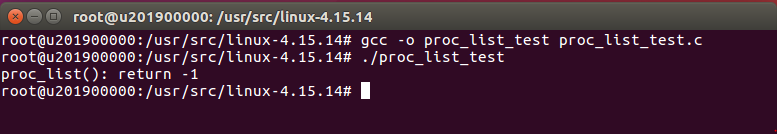 root@u201900000: /usr/src/linux-4.15.14
root@u201900000:/usr/src/linux-4.15.14# gcc -o proc_list_test proc_list_test.c
root@u201900000:/usr/src/linux-4.15.14# ./proc_list_test
proc_list(): return -1
root@u201900000:/usr/src/linux-4.15.14#